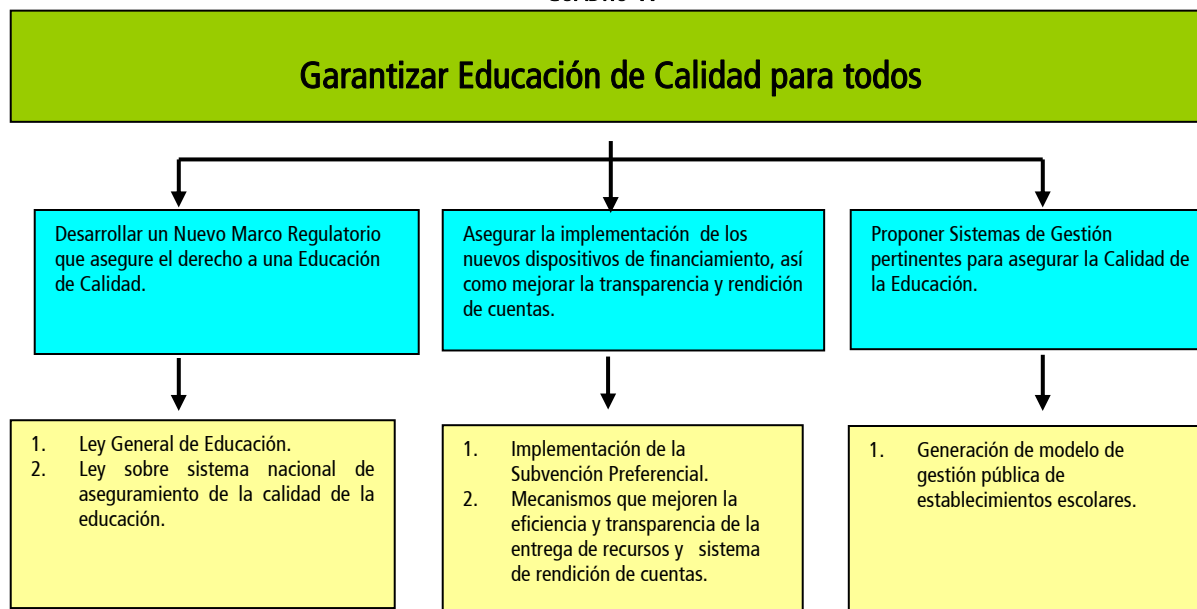 Garantizar Educación de Calidad para todos
Desarrollar un Nuevo Marco Regulatorio
que asegure el derecho a una Educación
de Calidad.
Asegurar la implementación de los
nuevos dispositivos de financiamiento, así
como mejorar la transparencia y rendición
de cuentas.
Proponer Sistemas de Gestión
pertinentes para asegurar la Calidad de
la Educación.
1. Ley General de Educación.
2. Ley sobre sistema nacional de
aseguramiento de la calidad de la
educación.
1. Implementación de la
Subvención Preferencial.
2. Mecanismos que mejoren la
eficiencia y transparencia de la
entrega de recursos y sistema
de rendición de cuentas.
1. Generación de modelo de
gestión pública de
establecimientos escolares.